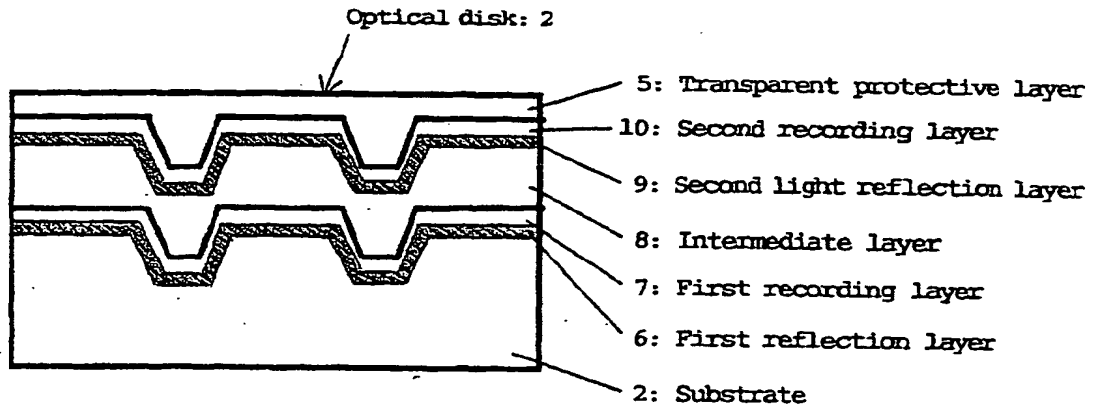 Optical disk: 2
5: Transparent protective layer
10: Second recording layer
9: Second light reflection layer
8: Intermediate layer
7: First recording layer
6: First reflection layer
2: Substrate